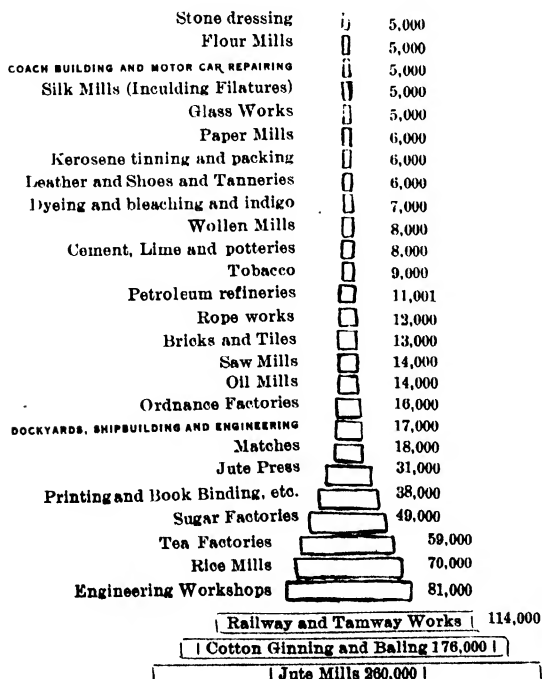 Stone dressing 5,000
Flour Mills 5,000
COACH BUILDING AND MOTOR CAR REPAIRING 5,000
Silk Mills (Inculding Filatures) 5,000
Glass Works 5,000
Paper Mills 6,000
Kerosene tinning and packing 6,000
Leather and Shoes and Tanneries 6,000
Dyeing and bleaching and indigo 7,000
Wollen Mills 8,000
Cement, Lime and potteries 8,000
Tobacco 9,000
Petroleum refineries 11,001
Rope works 12,000
Bricks and Tiles 13,000
Saw Mills 14,000
Oil Mills 14,000
Ordnance Factories 16,000
DOCKYARDS, SHIPBUILDING AND ENGINEERING 17,000
Matches 18,000
Jute Press 31,000
Printing and Book Binding, etc. 38,000
Sugar Factories 49,000
Tea Factories 59,000
Rice Mills 70,000
Engineering Workshops 81,000
Railway and Tamway Works 114,000
Cotton Ginning and Baling 176,000
Jute Mills 260,000